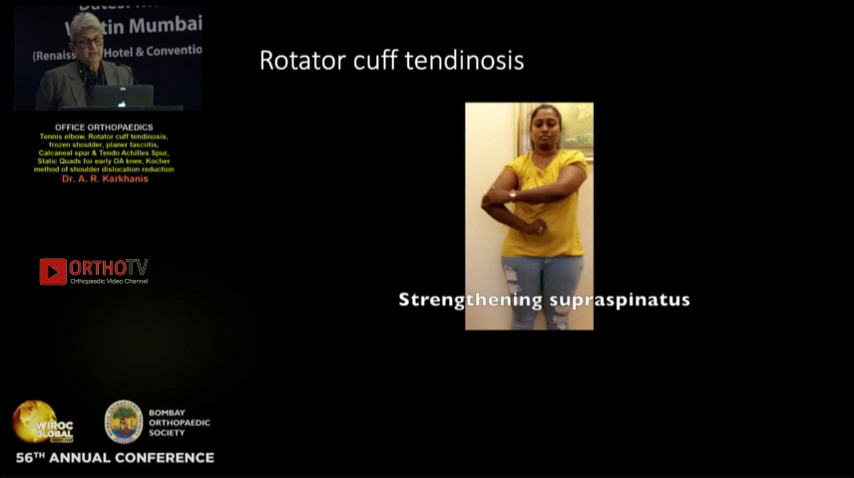 Westin Mumbai
(Renaiss Hotel & Conventio
OFFICE ORTHOPAEDICS
Tennis elbow, Rotator cuff tendinosis,
frozen shoulder, planer fasciitis,
Calcaneal spur & Tendo Achilles Spur,
Static Quads for early OA knee, Kocher
method of shoulder dislocation reduction
Dr. A. R. Karkhanis
ORTHOTV
Orthopaedic Video Channel
Rotator cuff tendinosis
Strengthening supraspinatus
WIROC
GLOBAL
BOMBAY
ORTHOPAEDIC
SOCIETY
56TH ANNUAL CONFERENCE